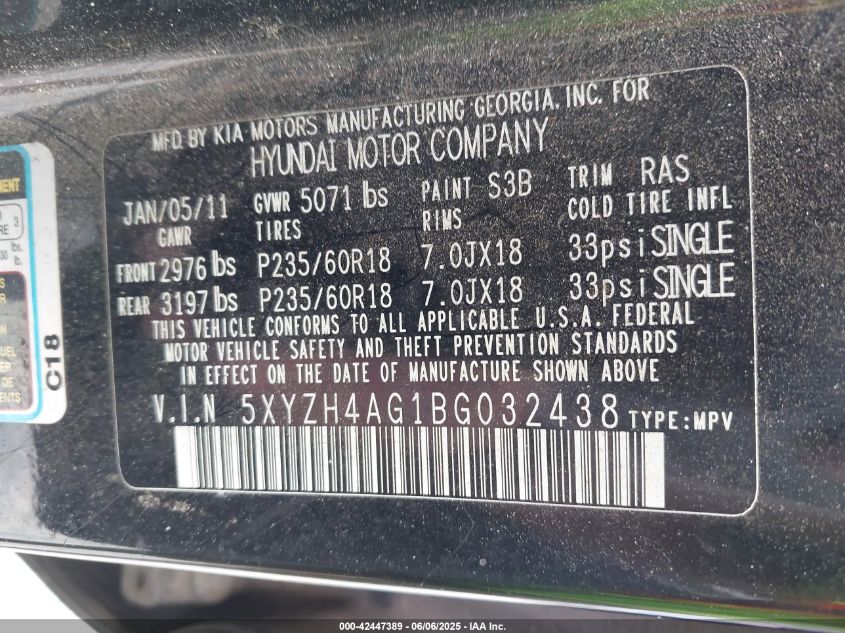 MFD BY KIA MOTORS MANUFACTURING GEORGIA, INC. FOR
HYUNDAI MOTOR COMPANY
JAN/05/11 GVWR 5071 lbs PAINT S3B TRIM RAS
GAWR TIRES RIMS COLD TIRE INFL
FRONT 2976 lbs P235/60R18 7.0JX18 33psi SINGLE
REAR 3197 lbs P235/60R18 7.0JX18 33psi SINGLE
THIS VEHICLE CONFORMS TO ALL APPLICABLE U.S.A. FEDERAL
MOTOR VEHICLE SAFETY AND THEFT PREVENTION STANDARDS
IN EFFECT ON THE DATE OF MANUFACTURE SHOWN ABOVE
V.I.N 5XYZH4AG1BG032438 TYPE:MPV
3
lbs.
lb.
DE
C18
000-42447389 - 06/06/2025 - IAA Inc.